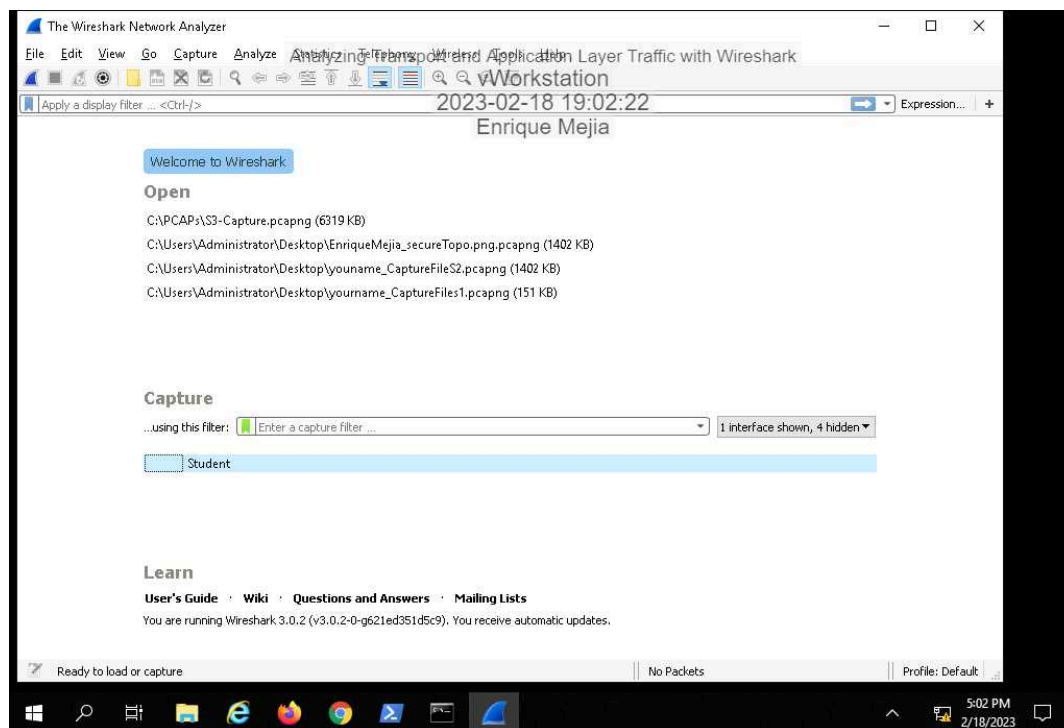 The Wireshark Network Analyzer
File Edit View Go Capture Analyze Statistics Telephony Wireless Tools Help
Analyzing Transport and Application Layer Traffic with Wireshark
vWorkstation
2023-02-18 19:02:22
Enrique Mejia
Apply a display filter ... <Ctrl-/>
Expression... +
Welcome to Wireshark
Open
C:\PCAPs\S3-Capture.pcapng (6319 KB)
C:\Users\Administrator\Desktop\EnriqueMejia_secureTopo.png.pcapng (1402 KB)
C:\Users\Administrator\Desktop\youname_CaptureFileS2.pcapng (1402 KB)
C:\Users\Administrator\Desktop\yourname_CaptureFiles1.pcapng (151 KB)
Capture
...using this filter: Enter a capture filter ... 1 interface shown, 4 hidden
Student
Learn
User's Guide · Wiki · Questions and Answers · Mailing Lists
You are running Wireshark 3.0.2 (v3.0.2-0-g621ed351d5c9). You receive automatic updates.
Ready to load or capture No Packets Profile: Default
5:02 PM
2/18/2023